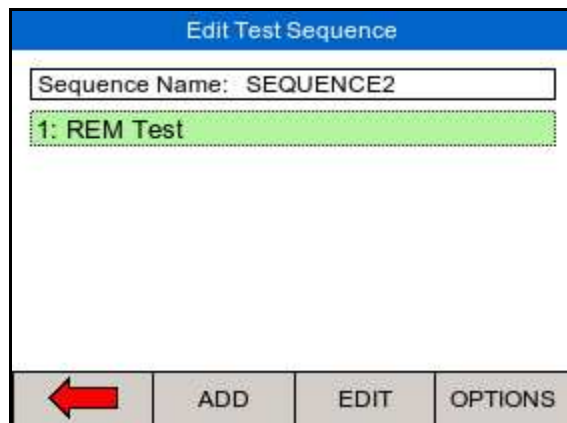 Edit Test Sequence
Sequence Name: SEQUENCE2
1: REM Test
ADD EDIT OPTIONS